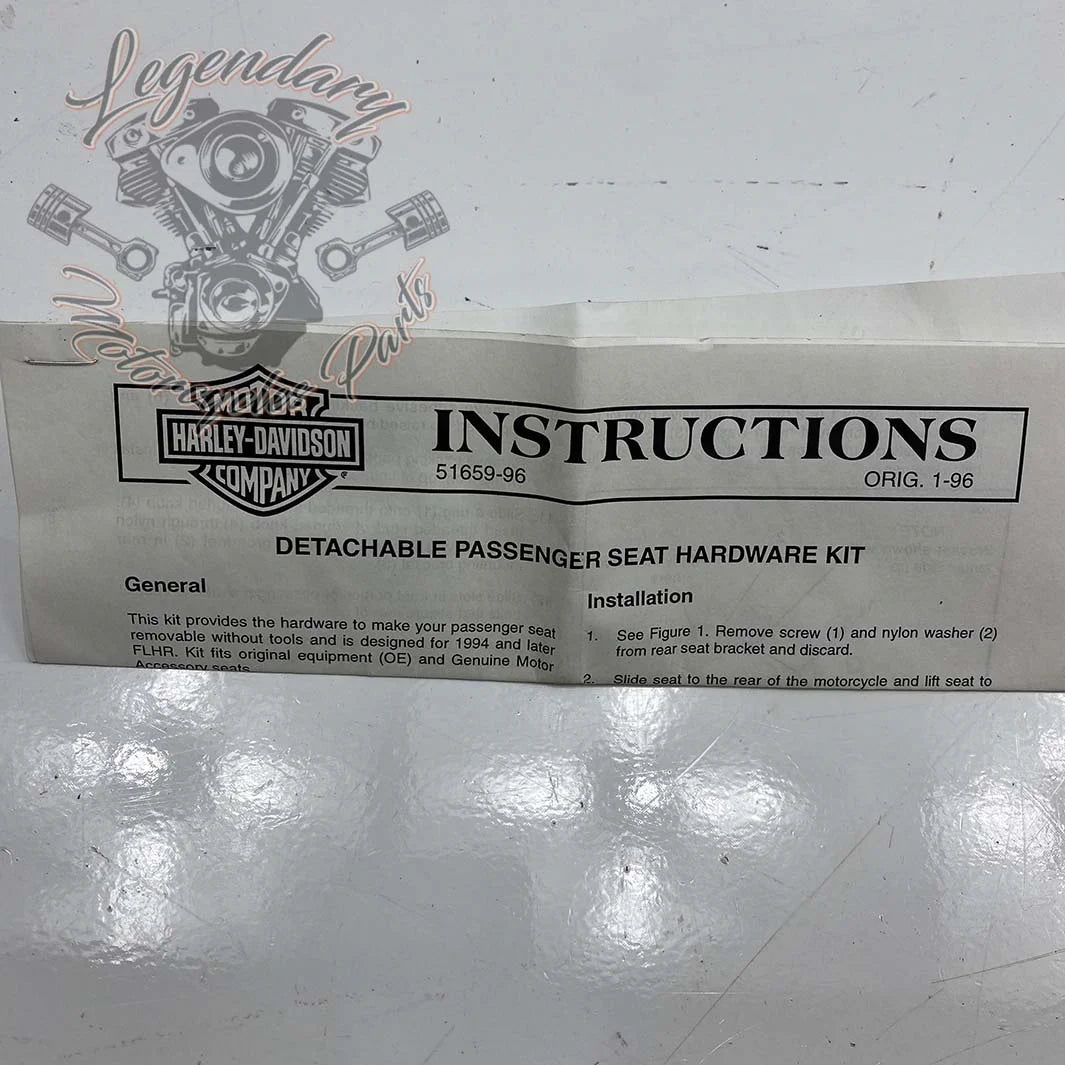 Legendary
Motorcycle Parts
MOTOR
HARLEY-DAVIDSON
COMPANY
®
INSTRUCTIONS
51659-96
ORIG. 1-96
DETACHABLE PASSENGER SEAT HARDWARE KIT
General
This kit provides the hardware to make your passenger seat
removable without tools and is designed for 1994 and later
FLHR. Kit fits original equipment (OE) and Genuine Motor
Accessory seats.
Installation
1. See Figure 1. Remove screw (1) and nylon washer (2)
from rear seat bracket and discard.
2. Slide seat to the rear of the motorcycle and lift seat to